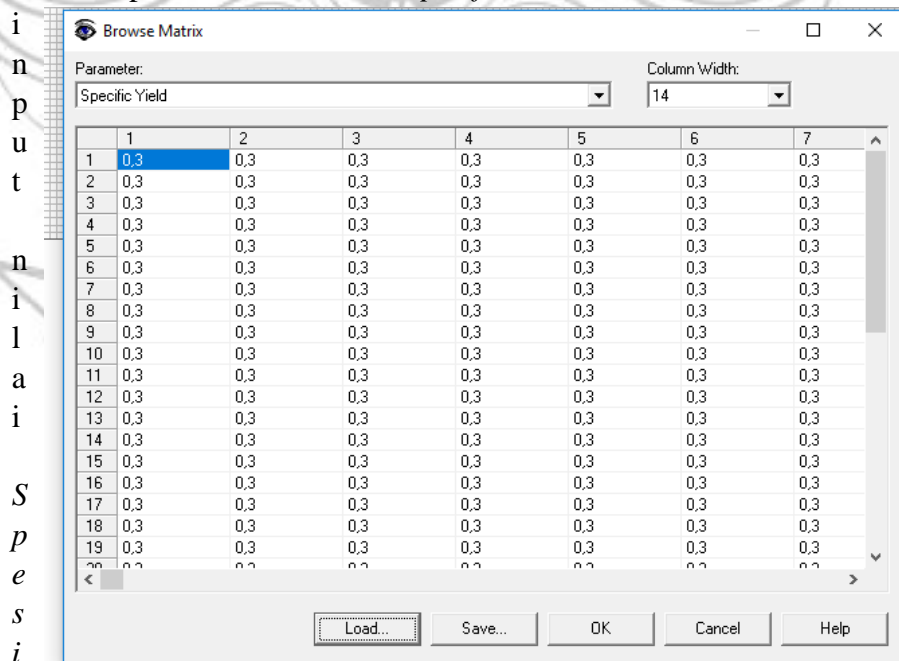 input nilai Spesi
Browse Matrix
Parameter: Column Width:
Specific Yield 14
1 2 3 4 5 6 7
1 0,3 0,3 0,3 0,3 0,3 0,3 0,3
2 0,3 0,3 0,3 0,3 0,3 0,3 0,3
3 0,3 0,3 0,3 0,3 0,3 0,3 0,3
4 0,3 0,3 0,3 0,3 0,3 0,3 0,3
5 0,3 0,3 0,3 0,3 0,3 0,3 0,3
6 0,3 0,3 0,3 0,3 0,3 0,3 0,3
7 0,3 0,3 0,3 0,3 0,3 0,3 0,3
8 0,3 0,3 0,3 0,3 0,3 0,3 0,3
9 0,3 0,3 0,3 0,3 0,3 0,3 0,3
10 0,3 0,3 0,3 0,3 0,3 0,3 0,3
11 0,3 0,3 0,3 0,3 0,3 0,3 0,3
12 0,3 0,3 0,3 0,3 0,3 0,3 0,3
13 0,3 0,3 0,3 0,3 0,3 0,3 0,3
14 0,3 0,3 0,3 0,3 0,3 0,3 0,3
15 0,3 0,3 0,3 0,3 0,3 0,3 0,3
16 0,3 0,3 0,3 0,3 0,3 0,3 0,3
17 0,3 0,3 0,3 0,3 0,3 0,3 0,3
18 0,3 0,3 0,3 0,3 0,3 0,3 0,3
19 0,3 0,3 0,3 0,3 0,3 0,3 0,3
Load... Save... OK Cancel Help